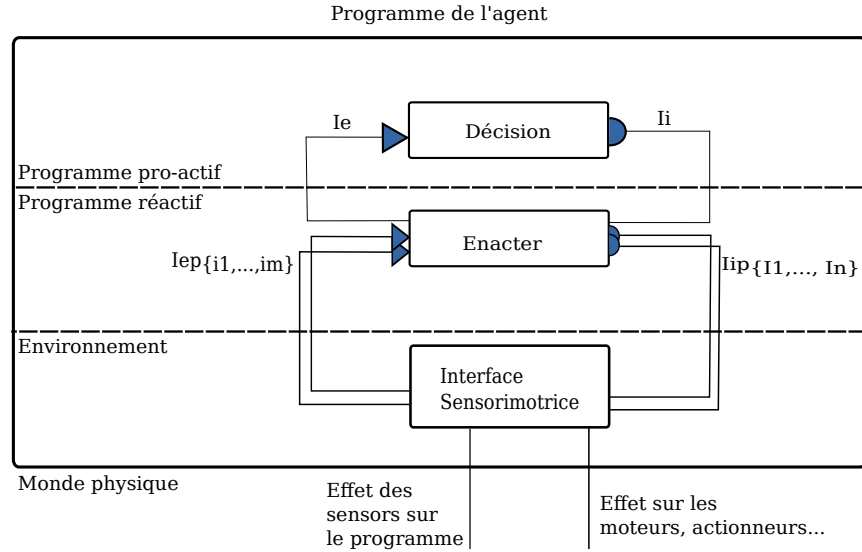 Programme de l'agent
Ie
Décision
Ii
Programme pro-actif
Programme réactif
Enacter
Iep{i1,...,im}
Iip{I1,..., In}
Environnement
Interface
Sensorimotrice
Monde physique
Effet des
sensors sur
le programme
Effet sur les
moteurs, actionneurs...